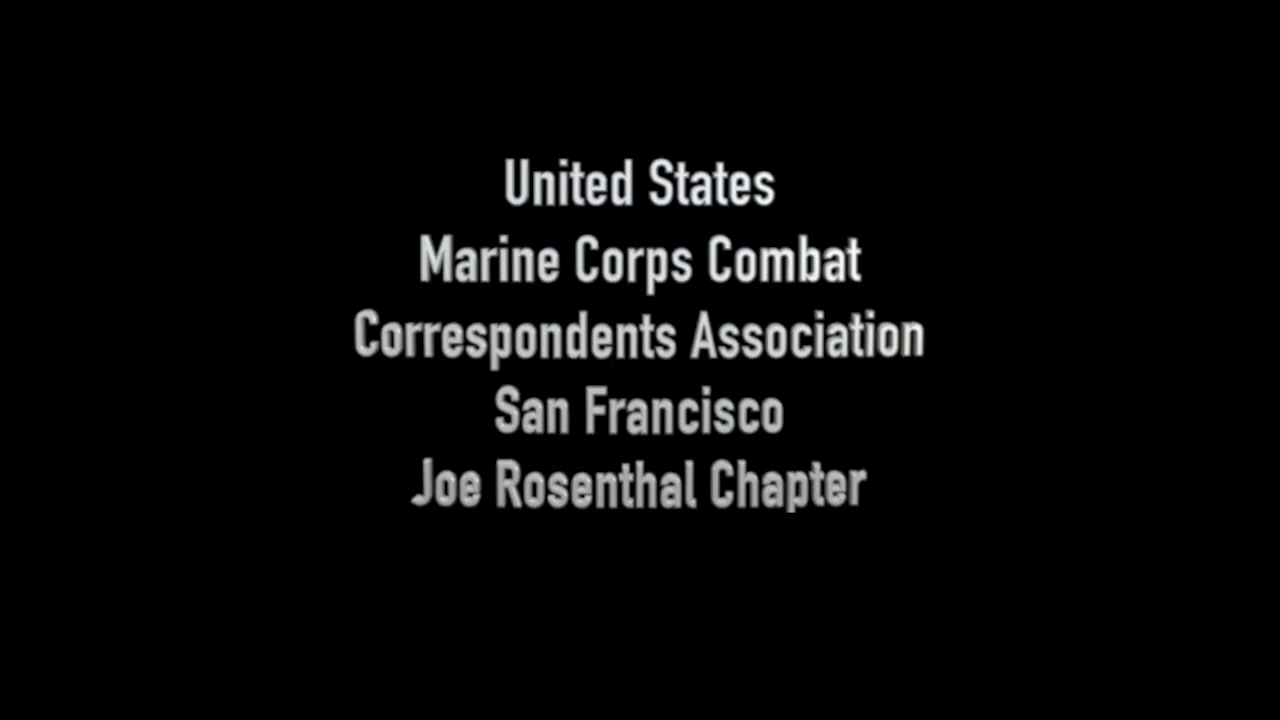 United States
Marine Corps Combat
Correspondents Association
San Francisco
Joe Rosenthal Chapter